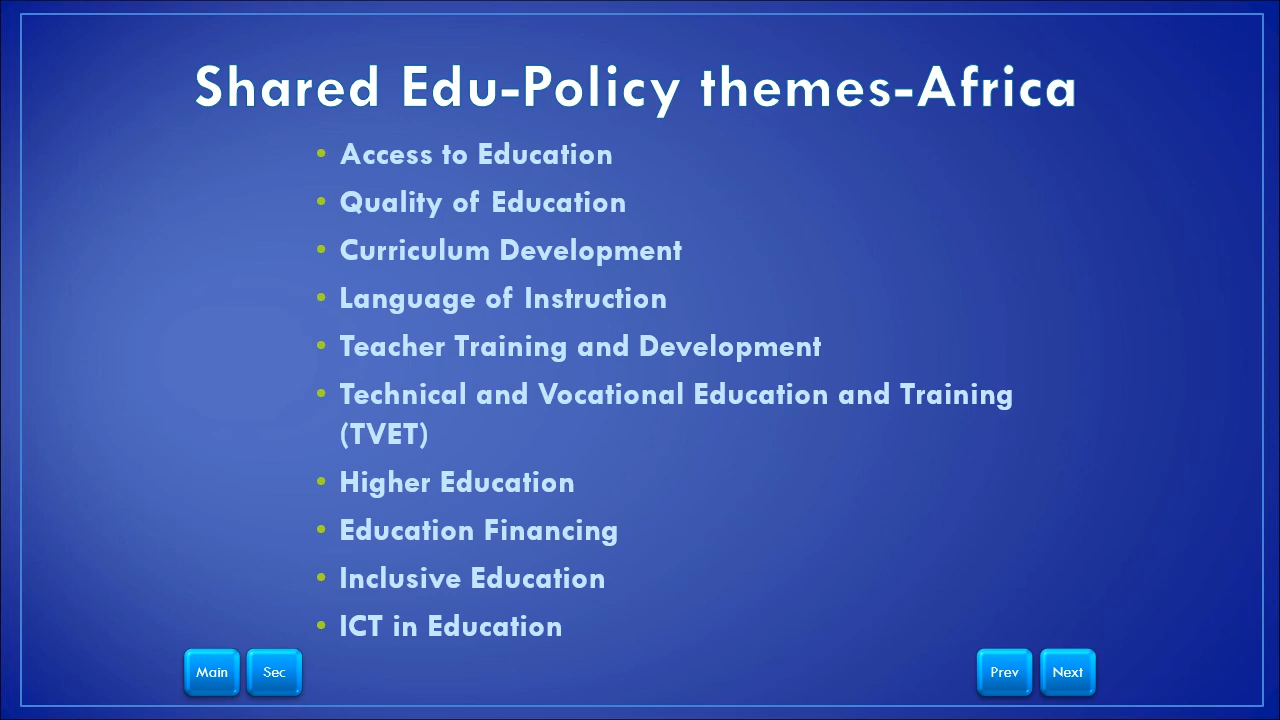 Shared Edu-Policy themes-Africa
• Access to Education
• Quality of Education
• Curriculum Development
• Language of Instruction
• Teacher Training and Development
• Technical and Vocational Education and Training
(TVET)
• Higher Education
• Education Financing
• Inclusive Education
• ICT in Education
Main Sec Prev Next